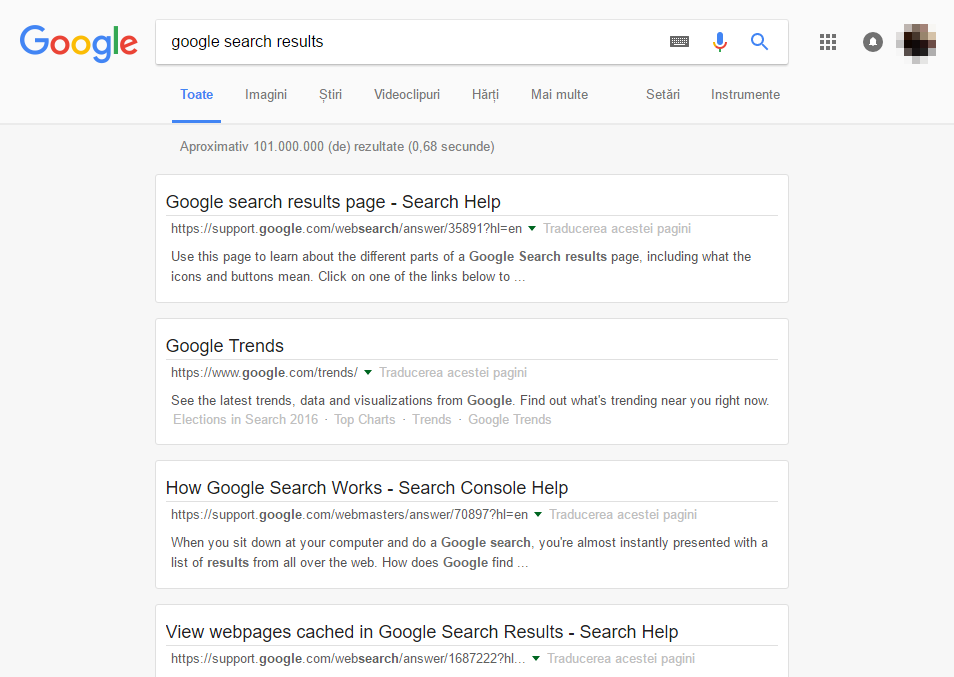 Google
google search results
Toate Imagini Știri Videoclipuri Hărți Mai multe Setări Instrumente
Aproximativ 101.000.000 (de) rezultate (0,68 secunde)
Google search results page - Search Help
https://support.google.com/websearch/answer/35891?hl=en Traducerea acestei pagini
Use this page to learn about the different parts of a Google Search results page, including what the
icons and buttons mean. Click on one of the links below to ...
Google Trends
https://www.google.com/trends/ Traducerea acestei pagini
See the latest trends, data and visualizations from Google. Find out what's trending near you right now.
Elections in Search 2016 · Top Charts · Trends · Google Trends
How Google Search Works - Search Console Help
https://support.google.com/webmasters/answer/70897?hl=en Traducerea acestei pagini
When you sit down at your computer and do a Google search, you're almost instantly presented with a
list of results from all over the web. How does Google find ...
View webpages cached in Google Search Results - Search Help
https://support.google.com/websearch/answer/1687222?hl... Traducerea acestei pagini